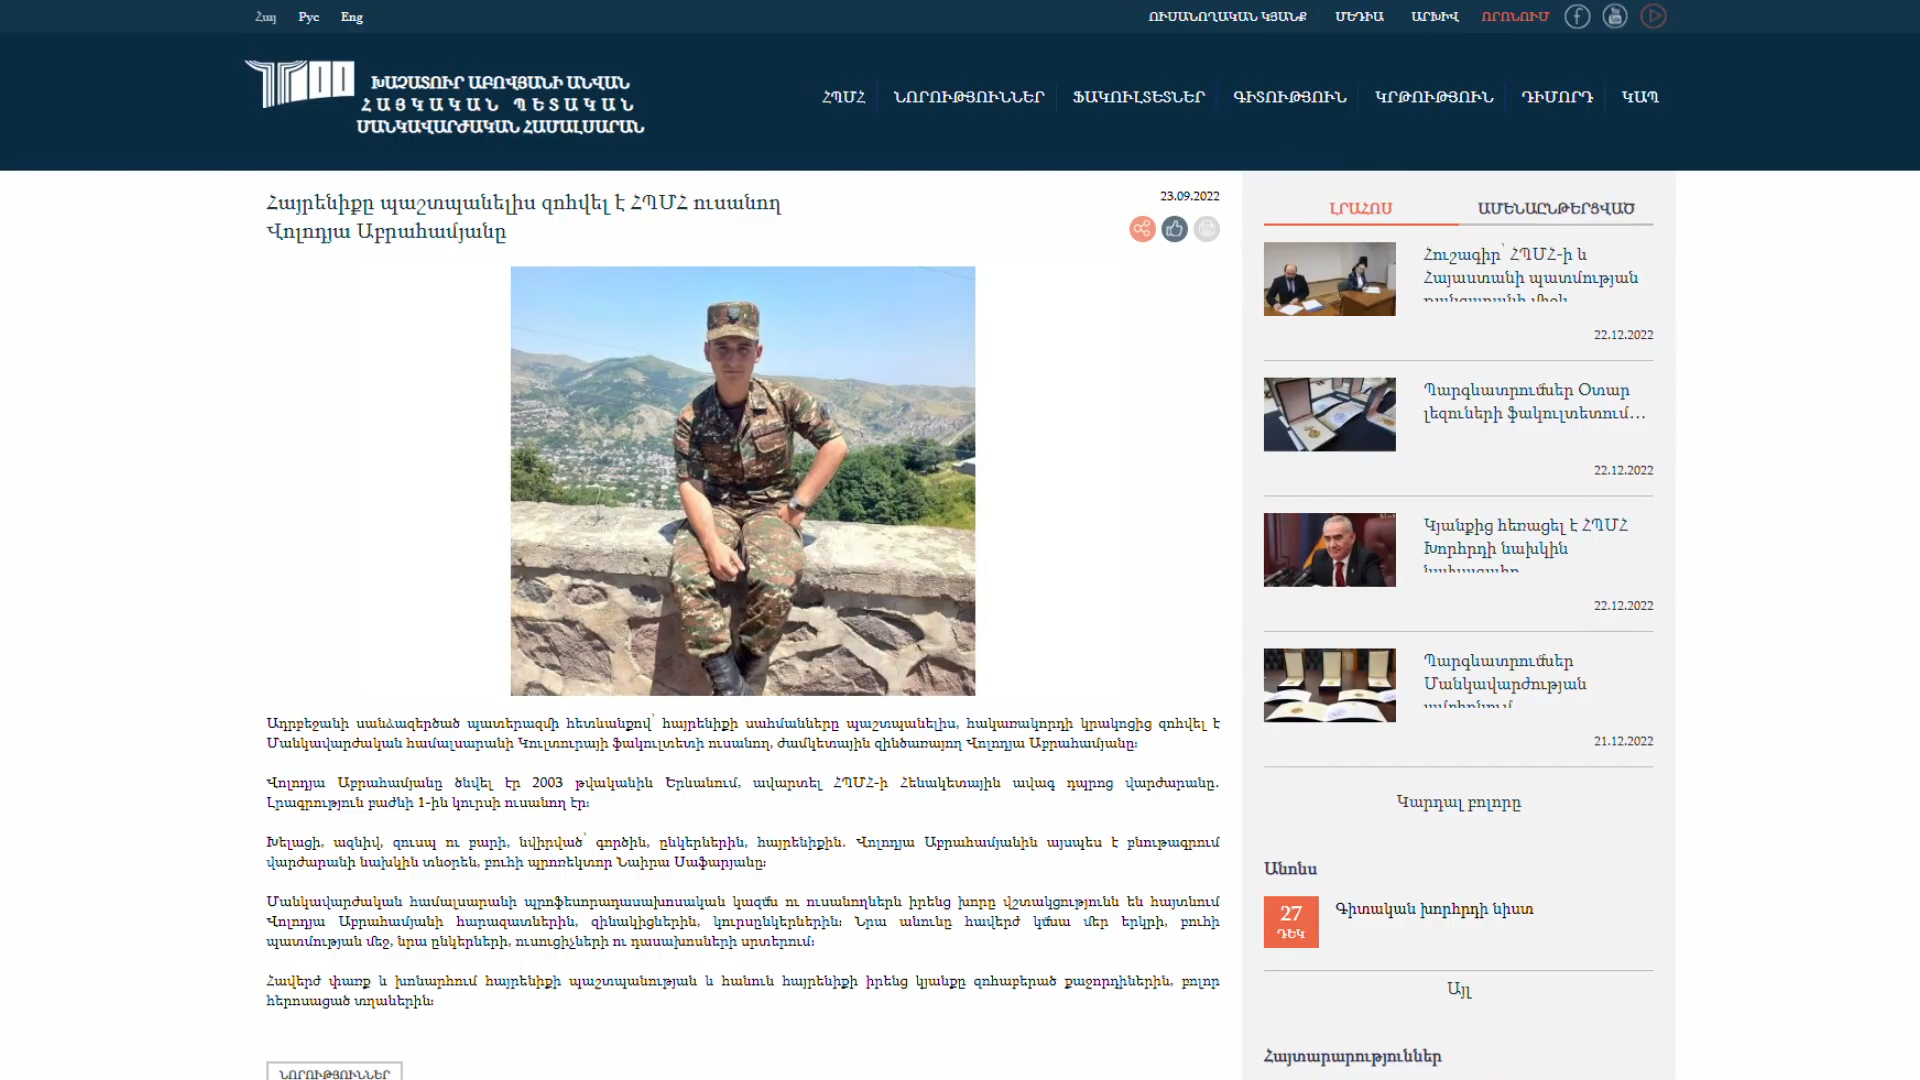 Հայ Рус Eng
ՈՒՍԱՆՈՂԱԿԱՆ ԿՅԱՆՔ ՄԵԴԻԱ ԱՐԽԻՎ ՈՐՈՆՈՒՄ
ԽԱՉԱՏՈՒՐ ԱԲՈՎՅԱՆԻ ԱՆՎԱՆ
ՀԱՅԿԱԿԱՆ ՊԵՏԱԿԱՆ
ՄԱՆԿԱՎԱՐԺԱԿԱՆ ՀԱՄԱԼՍԱՐԱՆ
ՀՊՄՀ ՆՈՐՈՒԹՅՈՒՆՆԵՐ ՖԱԿՈՒԼՏԵՏՆԵՐ ԳԻՏՈՒԹՅՈՒՆ ԿՐԹՈՒԹՅՈՒՆ ԴԻՄՈՐԴ ԿԱՊ
Հայրենիքը պաշտպանելիս զոհվել է ՀՊՄՀ ուսանող
Վոլոդյա Աբրահամյանը
23.09.2022
Ադրբեջանի սանձազերծած պատերազմի հետևանքով՝ հայրենիքի սահմանները պաշտպանելիս, հակառակորդի կրակոցից զոհվել է
Մանկավարժական համալսարանի Կուլտուրայի ֆակուլտետի ուսանող, ժամկետային զինծառայող Վոլոդյա Աբրահամյանը։
Վոլոդյա Աբրահամյանը ծնվել էր 2003 թվականին Երևանում, ավարտել ՀՊՄՀ-ի Հենակետային ավագ դպրոց վարժարանը.
Լրագրություն բաժնի 1-ին կուրսի ուսանող էր։
Խելացի, ազնիվ, զուսպ ու բարի, նվիրված՝ գործին, ընկերներին, հայրենիքին. Վոլոդյա Աբրահամյանին այսպես է բնութագրում
վարժարանի նախկին տնօրեն, բուհի պրոռեկտոր Նաիրա Սաֆարյանը։
Մանկավարժական համալսարանի պրոֆեսորադասախոսական կազմն ու ուսանողներն իրենց խորը վշտակցությունն են հայտնում
Վոլոդյա Աբրահամյանի հարազատներին, զինակիցներին, կուրսընկերներին։ Նրա անունը հավերժ կմնա մեր երկրի, բուհի
պատմության մեջ, նրա ընկերների, ուսուցիչների ու դասախոսների սրտերում։
Հավերժ փառք և խոնարհում հայրենիքի պաշտպանության և հանուն հայրենիքի իրենց կյանքը զոհաբերած քաջորդիներին, բոլոր
հերոսացած տղաներին։
ՆՈՐՈՒԹՅՈՒՆՆԵՐ
ԼՐԱՀՈՍ ԱՄԵՆԱԸՆԹԵՐՑՎԱԾ
Հուշագիր՝ ՀՊՄՀ-ի և
Հայաստանի պատմության
թանգարանի միջև
22.12.2022
Պարգևատրումներ Օտար
լեզուների ֆակուլտետում...
22.12.2022
Կյանքից հեռացել է ՀՊՄՀ
Խորհրդի նախկին
նախագահը
22.12.2022
Պարգևատրումներ
Մանկավարժության
ամբիոնում
21.12.2022
Կարդալ բոլորը
Անոնս
27
ԴԵԿ
Գիտական խորհրդի նիստ
Այլ
Հայտարարություններ